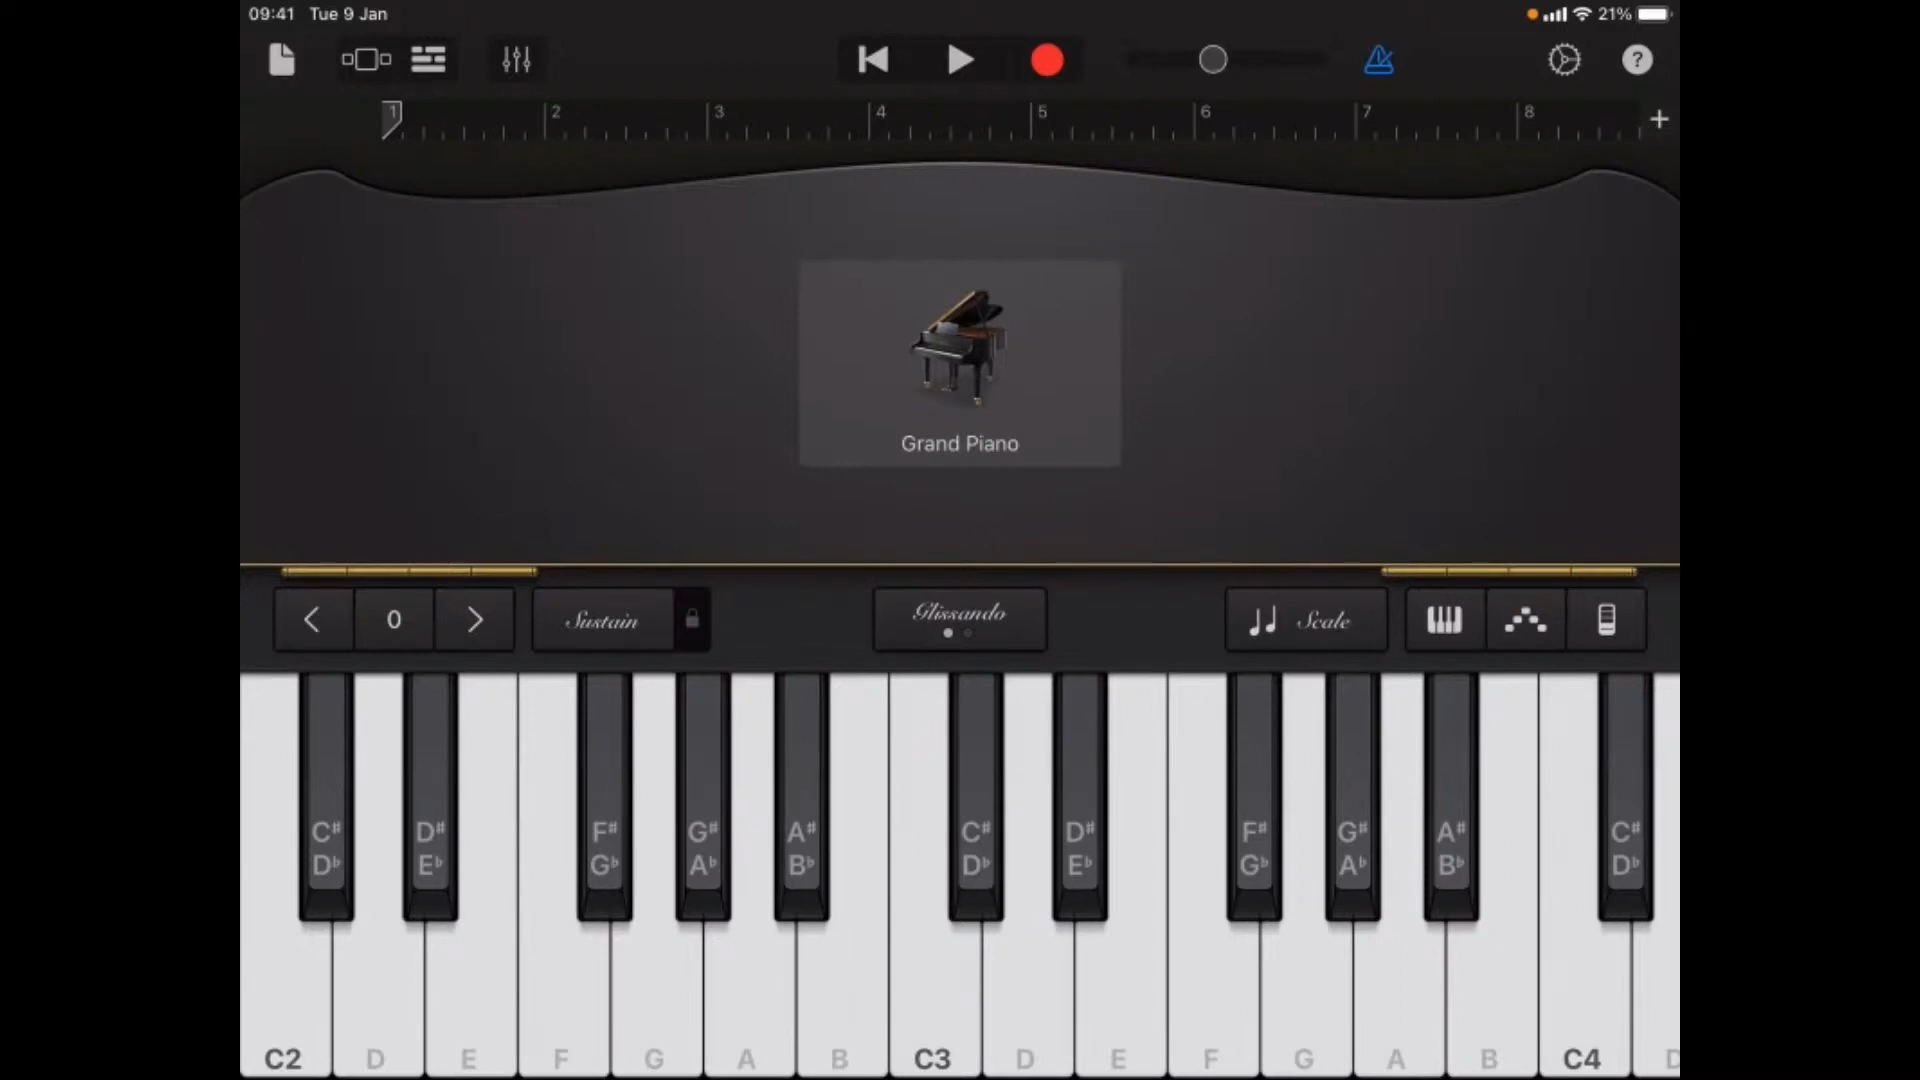 09:41 Tue 9 Jan 21%
?
1 2 3 4 5 6 7 8 +
Grand Piano
0 Sustain Glissando Scale
C# D# F# G# A# C# D# F# G# A# C#
D♭ E♭ G♭ A♭ B♭ D♭ E♭ G♭ A♭ B♭ D♭
C2 D E F G A B C3 D E F G A B C4 D